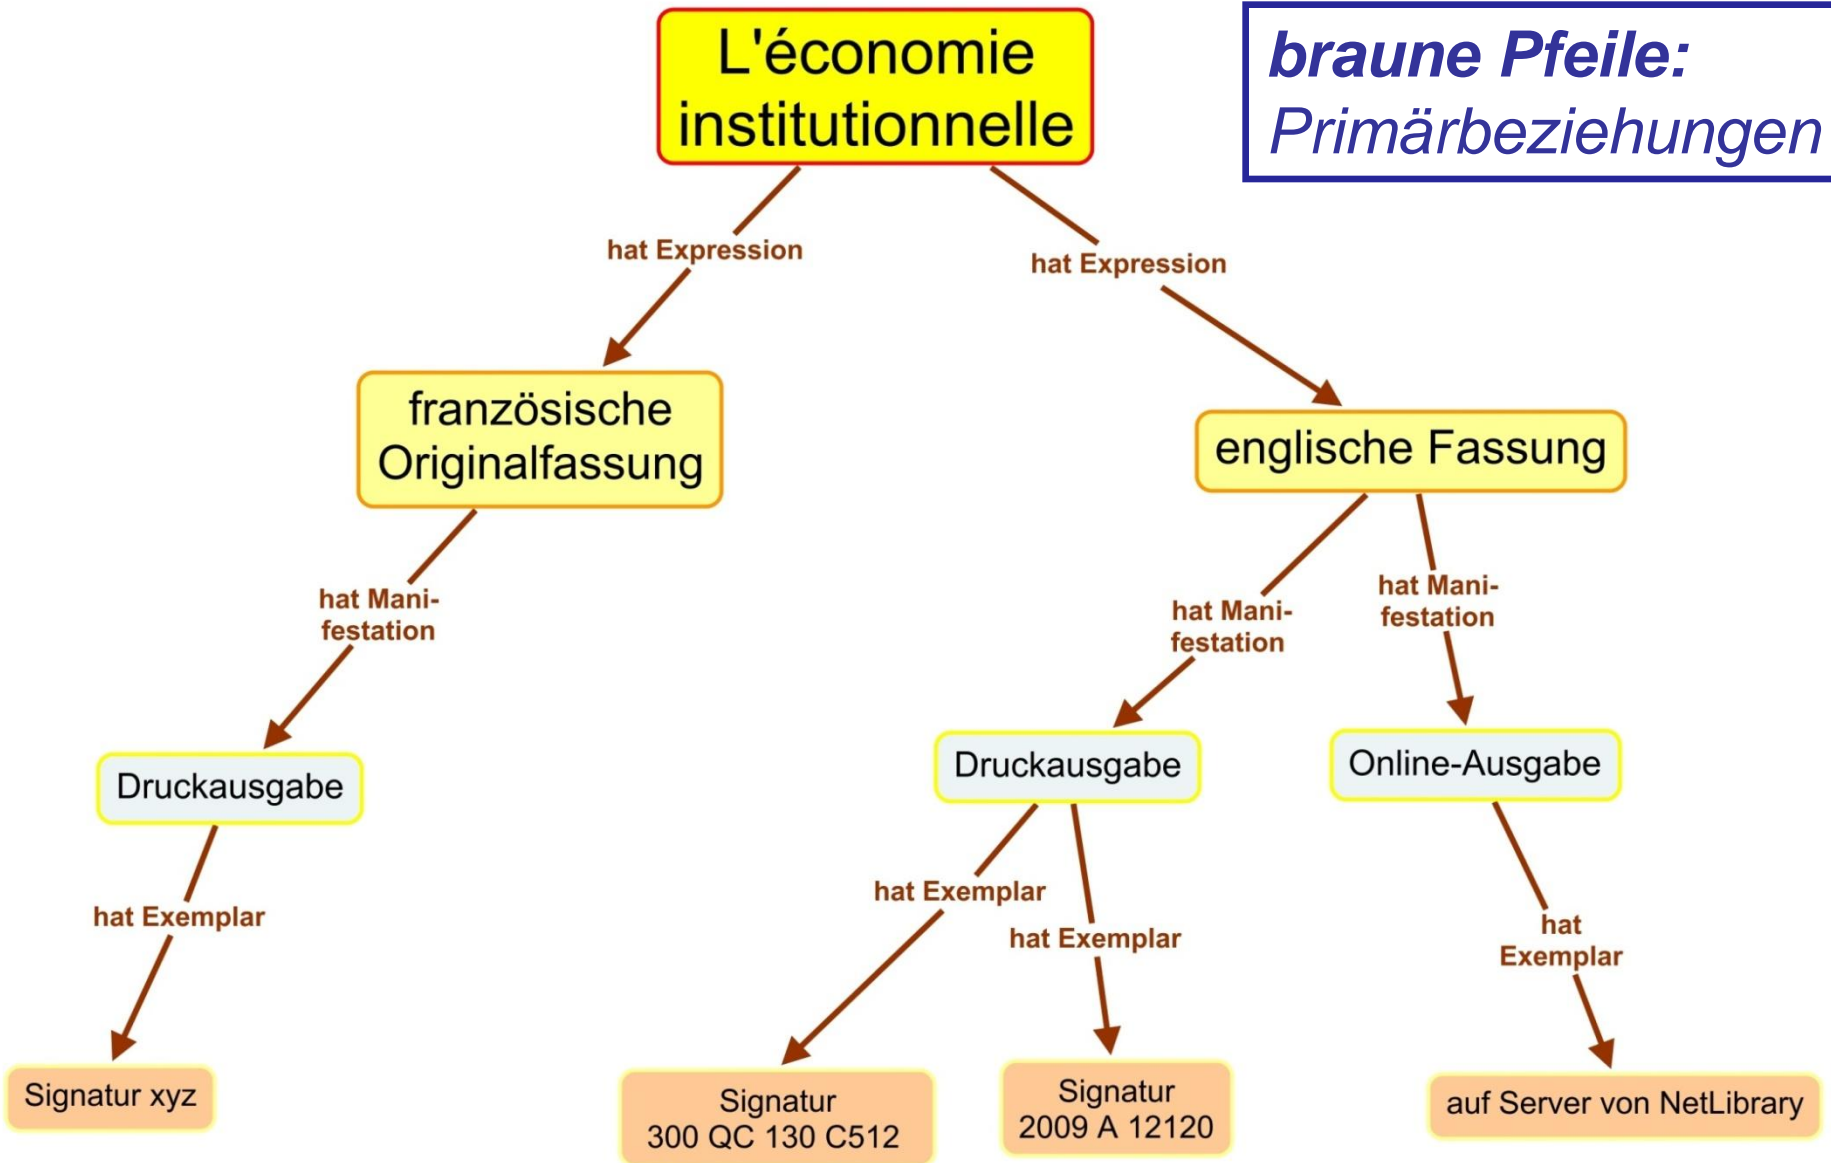 L'économie
institutionnelle
braune Pfeile:
Primärbeziehungen
hat Expression
hat Expression
französische
Originalfassung
englische Fassung
hat Mani-
festation
hat Mani-
festation
hat Mani-
festation
Druckausgabe
Druckausgabe
Online-Ausgabe
hat Exemplar
hat Exemplar
hat Exemplar
hat
Exemplar
Signatur xyz
Signatur
300 QC 130 C512
Signatur
2009 A 12120
auf Server von NetLibrary